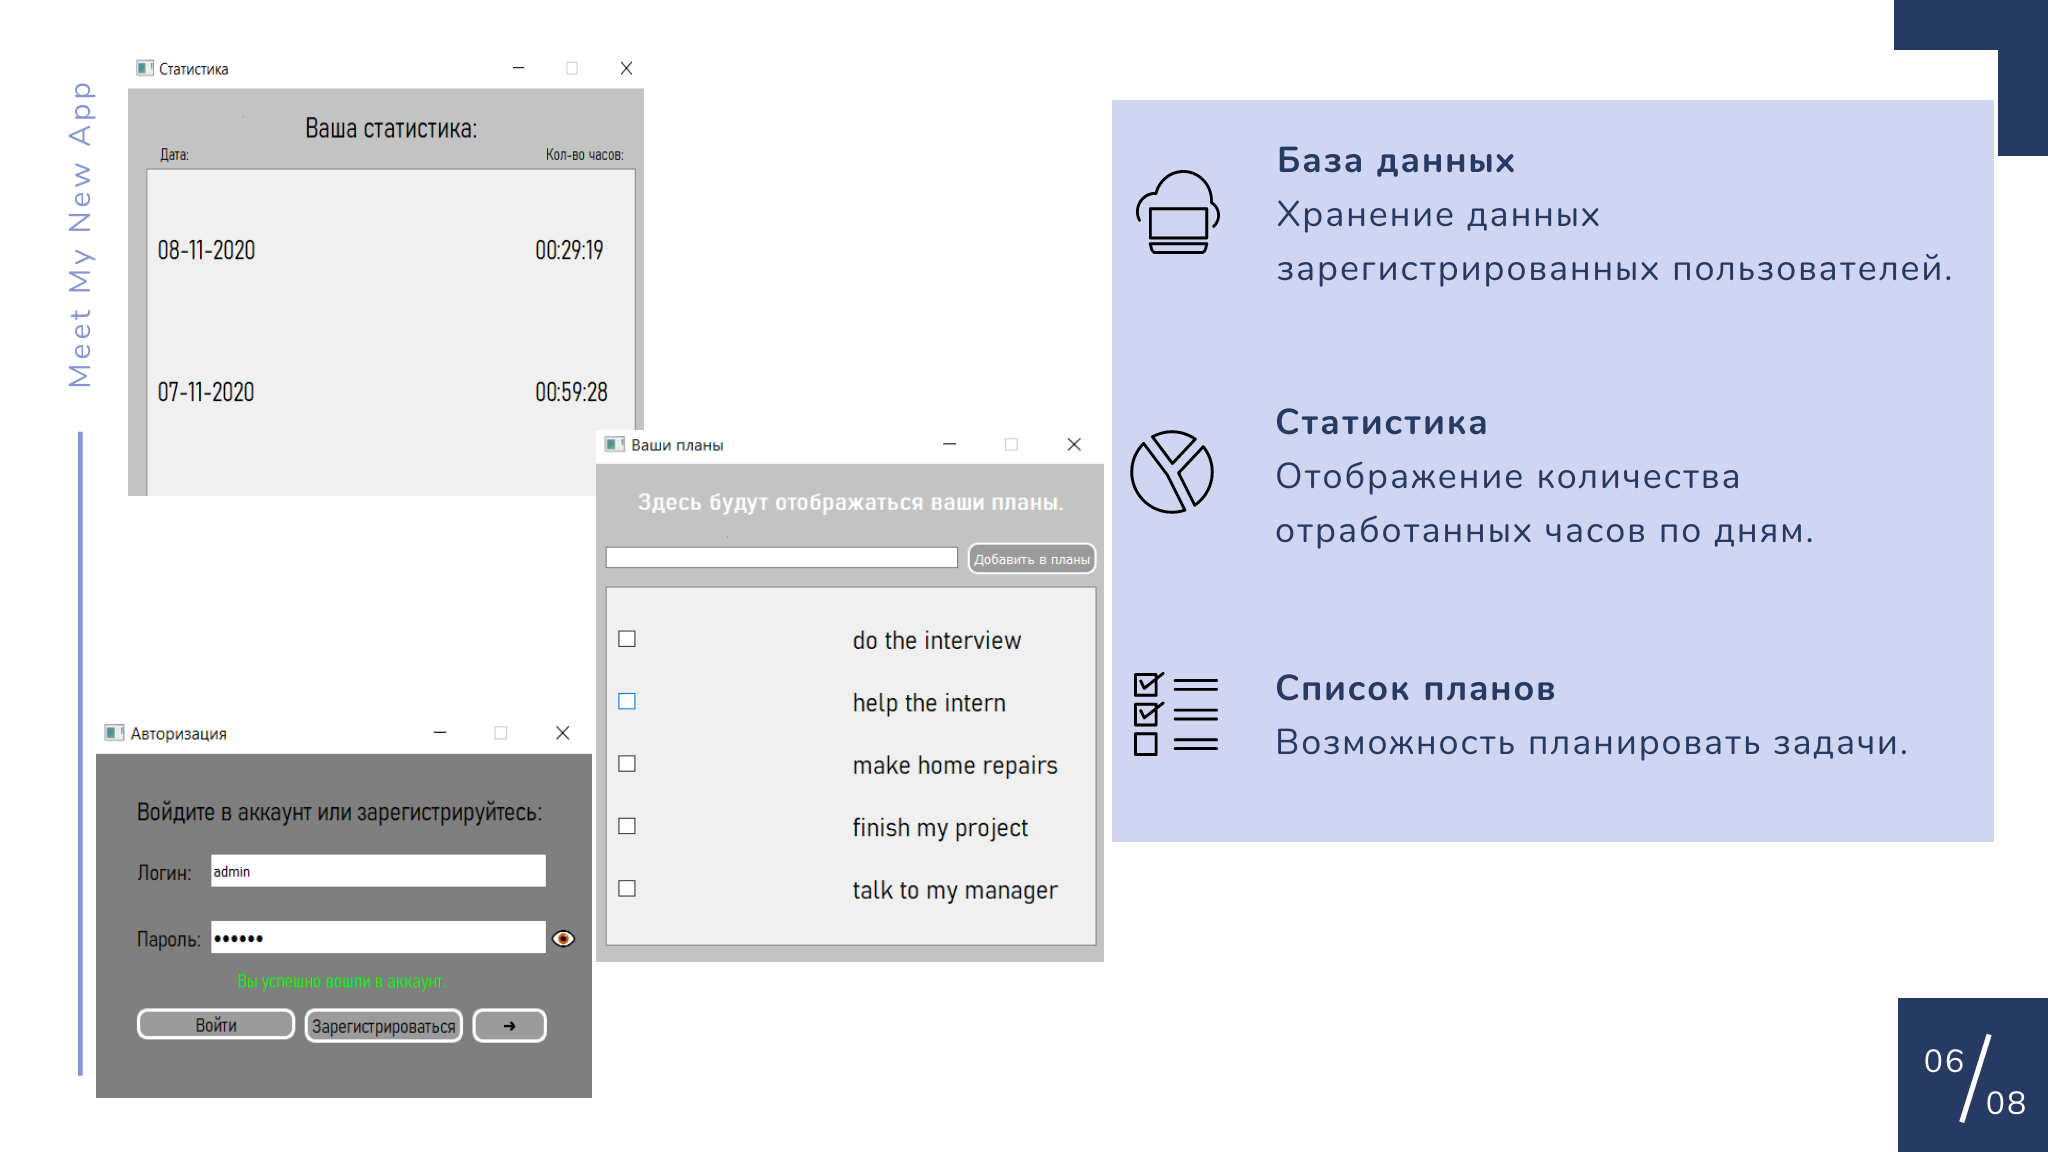 Meet My New App
Статистика
Ваша статистика:
Дата:
Кол-во часов:
08-11-2020
00:29:19
07-11-2020
00:59:28
Ваши планы
Здесь будут отображаться ваши планы.
Добавить в планы
do the interview
help the intern
make home repairs
finish my project
talk to my manager
Авторизация
Войдите в аккаунт или зарегистрируйтесь:
Логин:
admin
Пароль:
••••••
Вы успешно вошли в аккаунт.
Войти
Зарегистрироваться
➜
База данных
Хранение данных
зарегистрированных пользователей.
Статистика
Отображение количества
отработанных часов по дням.
Список планов
Возможность планировать задачи.
06
08